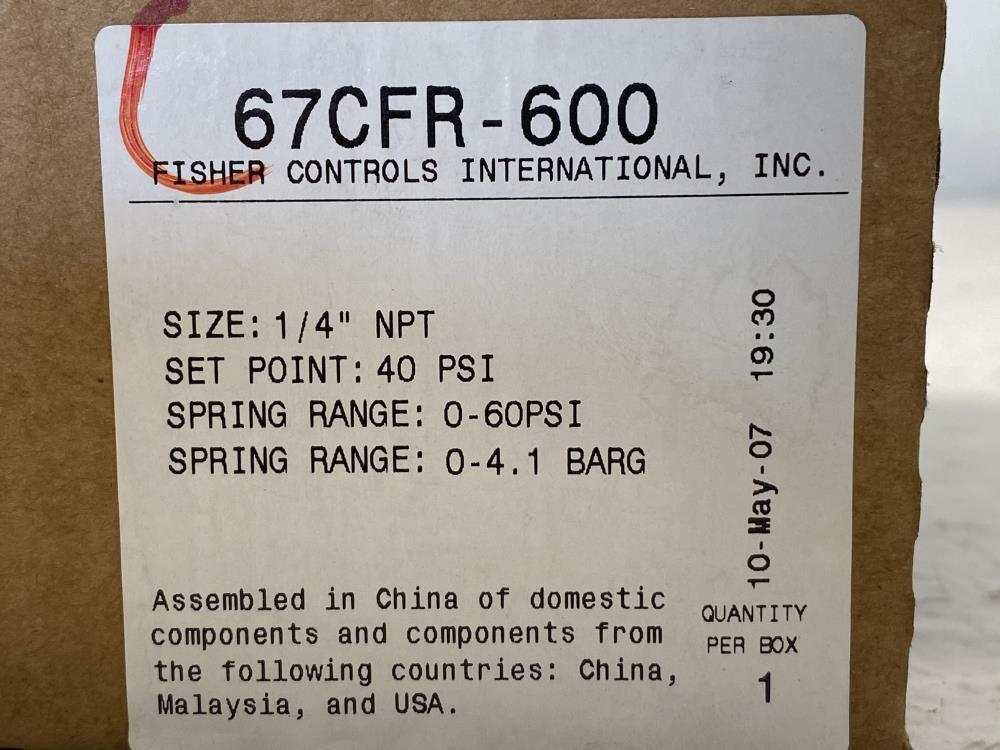 67CFR-600
FISHER CONTROLS INTERNATIONAL, INC.
SIZE: 1/4" NPT
SET POINT: 40 PSI
SPRING RANGE: 0-60PSI
SPRING RANGE: 0-4.1 BARG
10-May-07 19:30
Assembled in China of domestic
components and components from
the following countries: China,
Malaysia, and USA.
QUANTITY
PER BOX
1